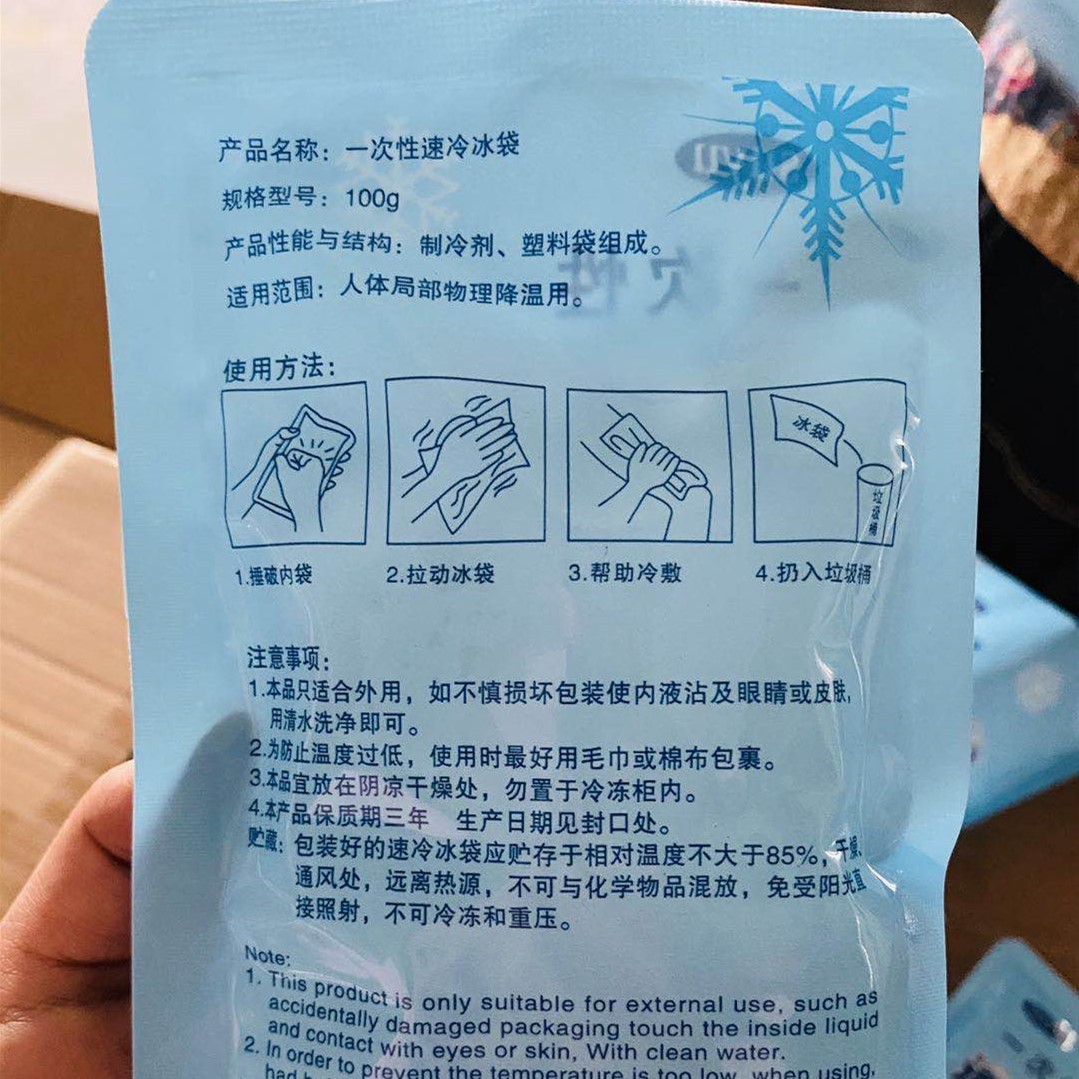 产品名称：一次性速冷冰袋
规格型号：100g
产品性能与结构：制冷剂、塑料袋组成。
适用范围：人体局部物理降温用。
使用方法：
冰袋
垃圾桶
1.捶破内袋
2.拉动冰袋
3.帮助冷敷
4.扔入垃圾桶
注意事项：
1.本品只适合外用，如不慎损坏包装使内液沾及眼睛或皮肤，
用清水洗净即可。
2.为防止温度过低，使用时最好用毛巾或棉布包裹。
3.本品宜放在阴凉干燥处，勿置于冷冻柜内。
4.本产品保质期三年 生产日期见封口处。
贮藏：包装好的速冷冰袋应贮存于相对温度不大于85%，干燥、
通风处，远离热源，不可与化学物品混放，免受阳光直
接照射，不可冷冻和重压。
Note:
1. This product is only suitable for external use, such as
accidentally damaged packaging touch the inside liquid
and contact with eyes or skin, With clean water.
2. In order to prevent the temperature is too low, when using,